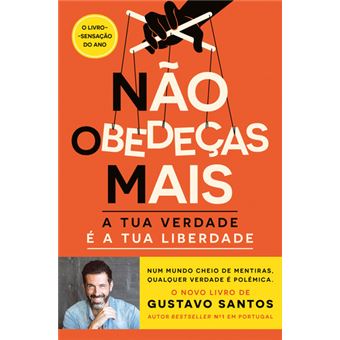 O LIVRO-
-SENSAÇÃO
DO ANO
NÃO
OBEDEÇAS
MAIS
A TUA VERDADE
É A TUA LIBERDADE
NUM MUNDO CHEIO DE MENTIRAS,
QUALQUER VERDADE É POLÉMICA.
O NOVO LIVRO DE
GUSTAVO SANTOS
AUTOR BESTSELLER Nº1 EM PORTUGAL